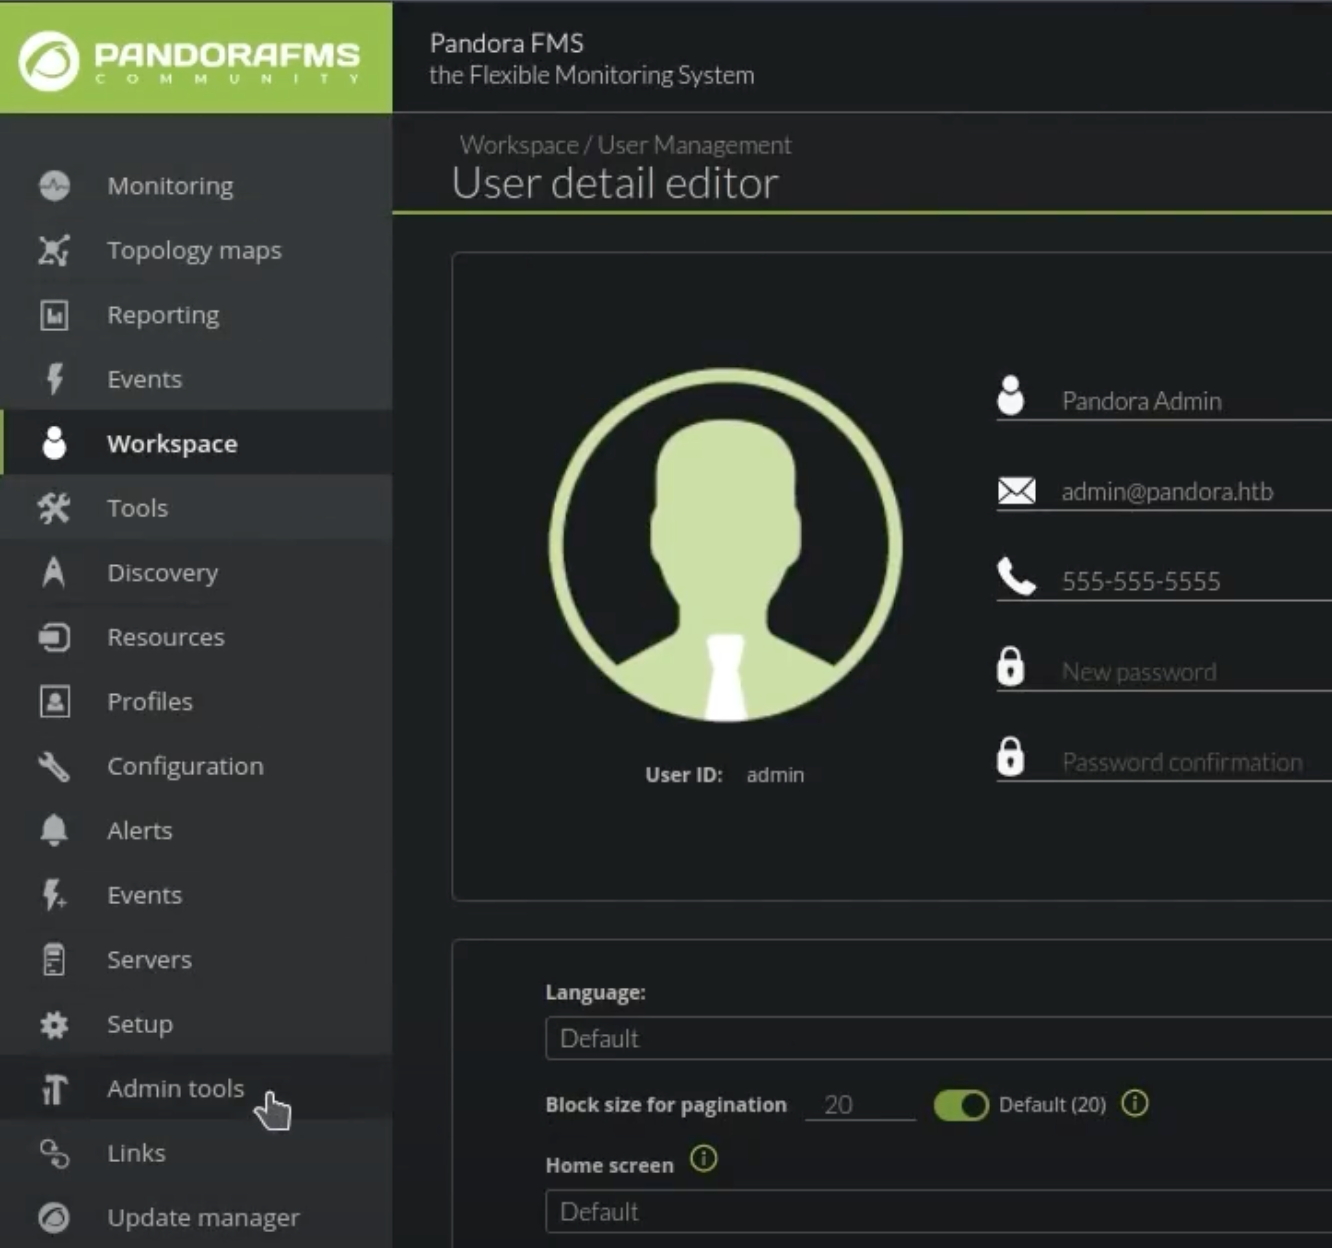 PANDORAFMS
COMMUNITY
Pandora FMS
the Flexible Monitoring System
Workspace / User Management
User detail editor
Monitoring
Topology maps
Reporting
Events
Workspace
Tools
Discovery
Resources
Profiles
Configuration
Alerts
Events
Servers
Setup
Admin tools
Links
Update manager
Pandora Admin
admin@pandora.htb
555-555-5555
New password
Password confirmation
User ID: admin
Language:
Default
Block size for pagination 20 Default (20)
Home screen
Default